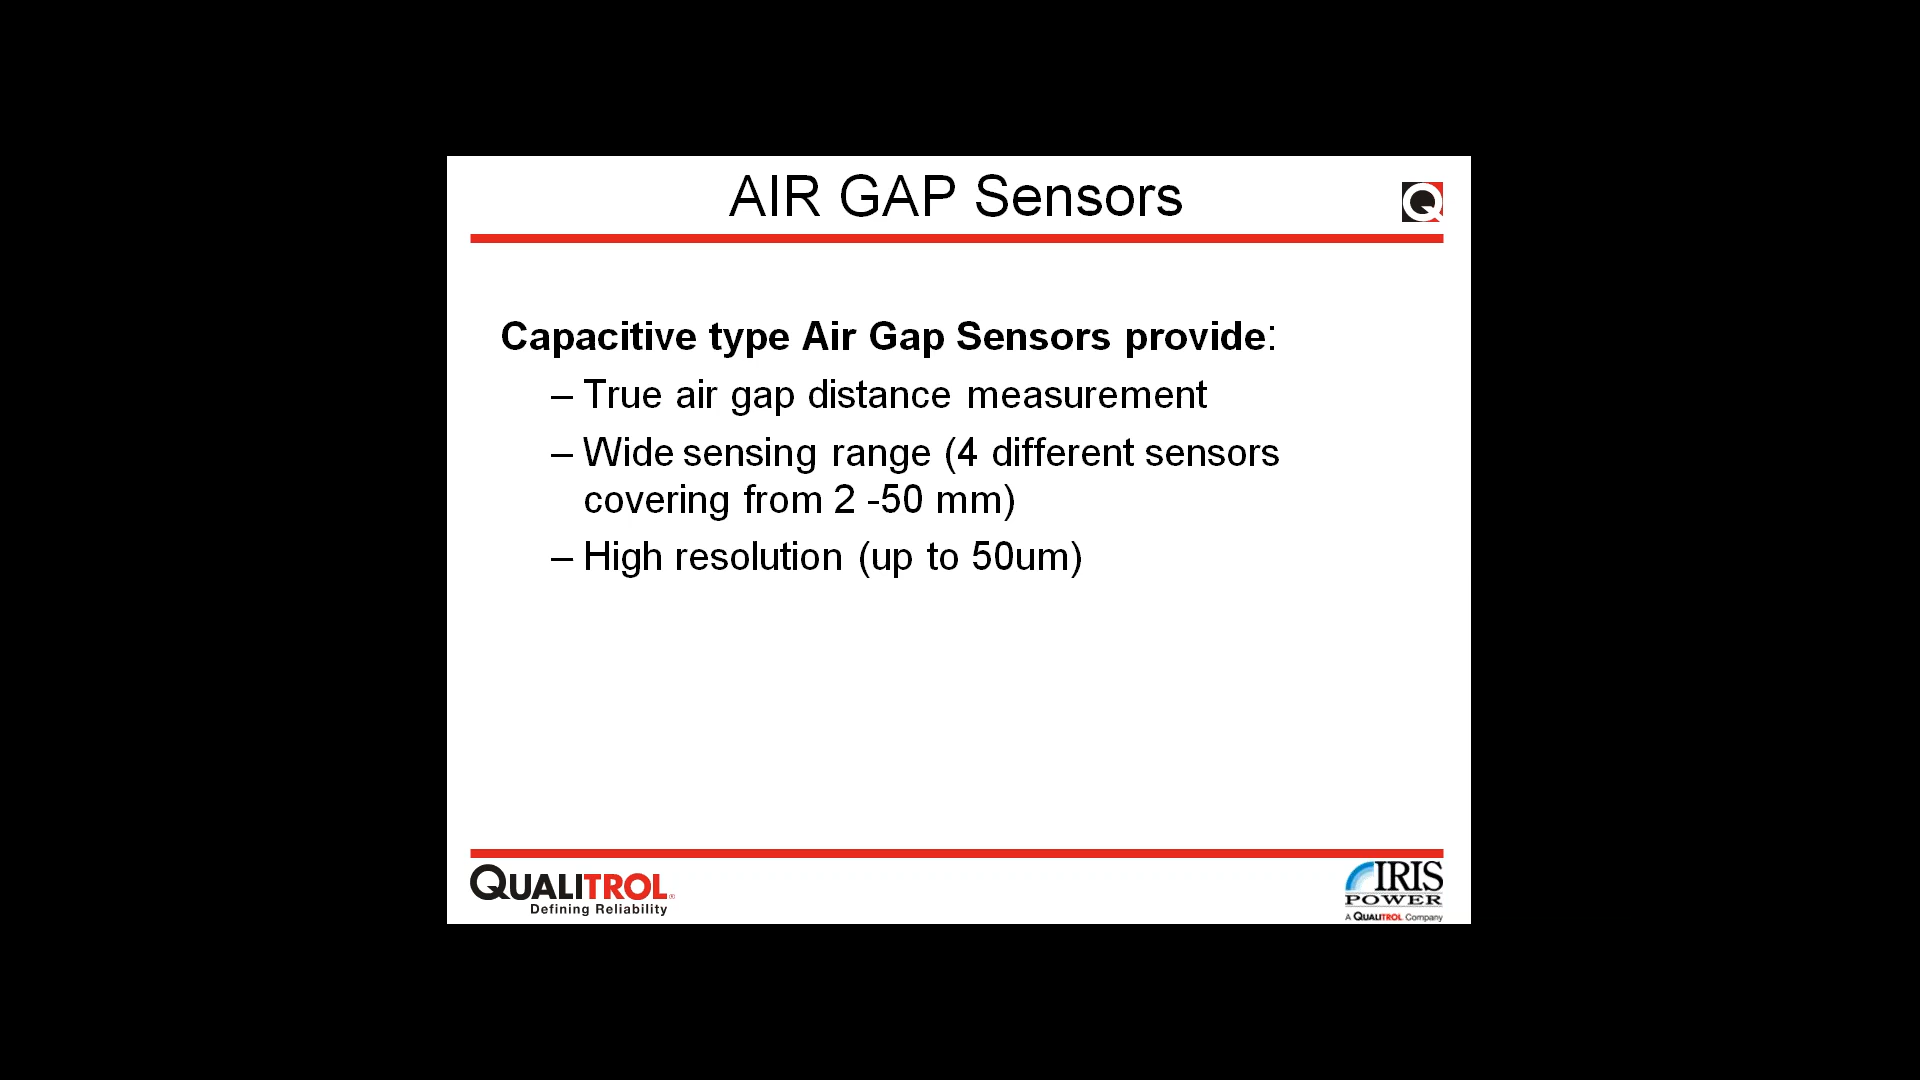 AIR GAP Sensors
Q
Capacitive type Air Gap Sensors provide:
– True air gap distance measurement
– Wide sensing range (4 different sensors
covering from 2 -50 mm)
– High resolution (up to 50um)
QUALITROL®
Defining Reliability
IRIS
POWER
A QUALITROL Company